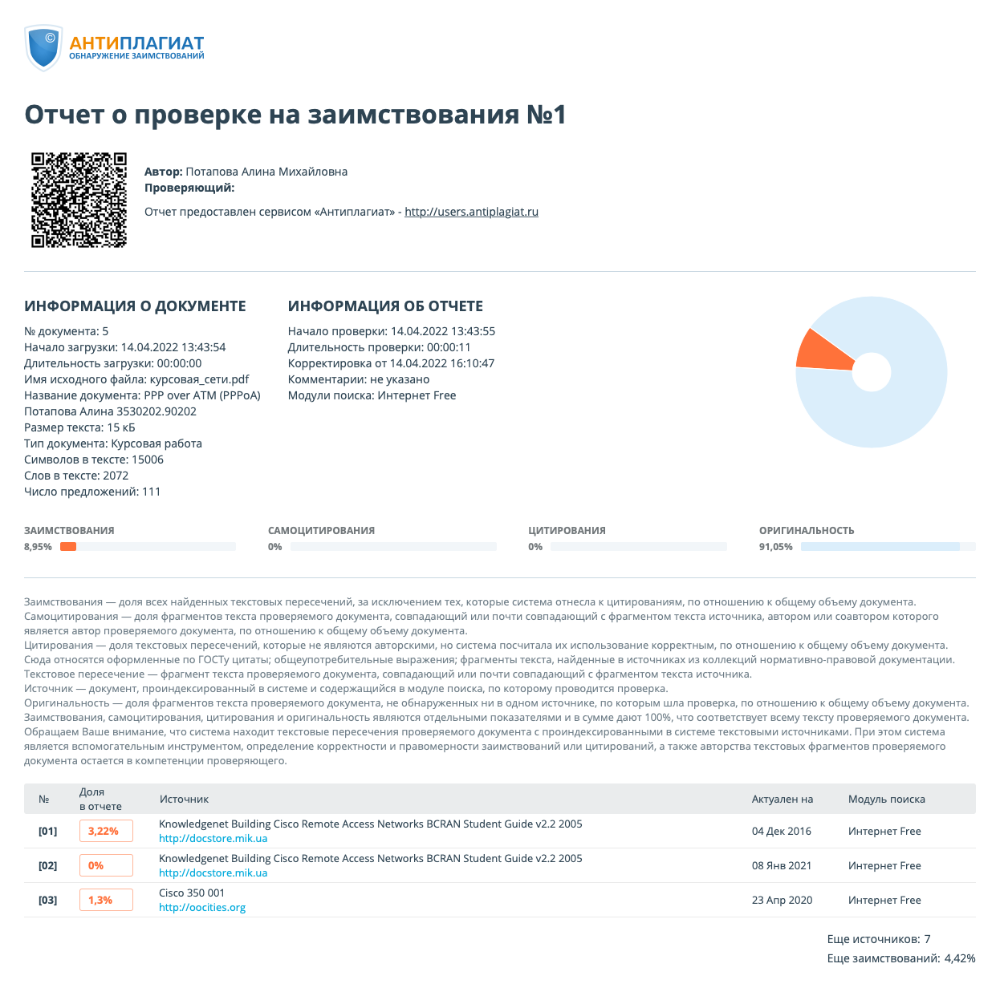 ©
АНТИПЛАГИАТ
ОБНАРУЖЕНИЕ ЗАИМСТВОВАНИЙ
Отчет о проверке на заимствования №1
Автор: Потапова Алина Михайловна
Проверяющий:
Отчет предоставлен сервисом «Антиплагиат» - http://users.antiplagiat.ru
ИНФОРМАЦИЯ О ДОКУМЕНТЕ
№ документа: 5
Начало загрузки: 14.04.2022 13:43:54
Длительность загрузки: 00:00:00
Имя исходного файла: курсовая_сети.pdf
Название документа: PPP over ATM (PPPoA)
Потапова Алина 3530202.90202
Размер текста: 15 кБ
Тип документа: Курсовая работа
Символов в тексте: 15006
Слов в тексте: 2072
Число предложений: 111
ИНФОРМАЦИЯ ОБ ОТЧЕТЕ
Начало проверки: 14.04.2022 13:43:55
Длительность проверки: 00:00:11
Корректировка от 14.04.2022 16:10:47
Комментарии: не указано
Модули поиска: Интернет Free
ЗАИМСТВОВАНИЯ
8,95%
САМОЦИТИРОВАНИЯ
0%
ЦИТИРОВАНИЯ
0%
ОРИГИНАЛЬНОСТЬ
91,05%
Заимствования — доля всех найденных текстовых пересечений, за исключением тех, которые система отнесла к цитированиям, по отношению к общему объему документа.
Самоцитирования — доля фрагментов текста проверяемого документа, совпадающий или почти совпадающий с фрагментом текста источника, автором или соавтором которого
является автор проверяемого документа, по отношению к общему объему документа.
Цитирования — доля текстовых пересечений, которые не являются авторскими, но система посчитала их использование корректным, по отношению к общему объему документа.
Сюда относятся оформленные по ГОСТу цитаты; общеупотребительные выражения; фрагменты текста, найденные в источниках из коллекций нормативно-правовой документации.
Текстовое пересечение — фрагмент текста проверяемого документа, совпадающий или почти совпадающий с фрагментом текста источника.
Источник — документ, проиндексированный в системе и содержащийся в модуле поиска, по которому проводится проверка.
Оригинальность — доля фрагментов текста проверяемого документа, не обнаруженных ни в одном источнике, по которым шла проверка, по отношению к общему объему документа.
Заимствования, самоцитирования, цитирования и оригинальность являются отдельными показателями и в сумме дают 100%, что соответствует всему тексту проверяемого документа.
Обращаем Ваше внимание, что система находит текстовые пересечения проверяемого документа с проиндексированными в системе текстовыми источниками. При этом система
является вспомогательным инструментом, определение корректности и правомерности заимствований или цитирований, а также авторства текстовых фрагментов проверяемого
документа остается в компетенции проверяющего.
№ Доля в отчете Источник Актуален на Модуль поиска
[01] 3,22% Knowledgenet Building Cisco Remote Access Networks BCRAN Student Guide v2.2 2005 04 Дек 2016 Интернет Free
http://docstore.mik.ua
[02] 0% Knowledgenet Building Cisco Remote Access Networks BCRAN Student Guide v2.2 2005 08 Янв 2021 Интернет Free
http://docstore.mik.ua
[03] 1,3% Cisco 350 001 23 Апр 2020 Интернет Free
http://oocities.org
Еще источников: 7
Еще заимствований: 4,42%